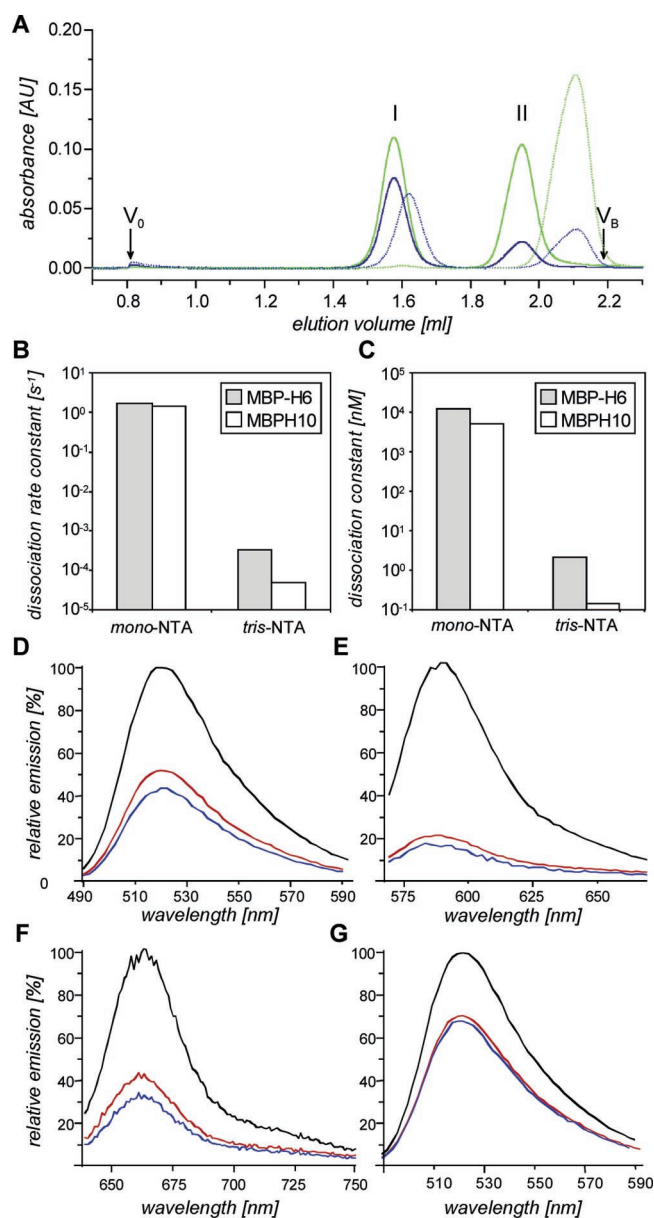 A
absorbance [AU]
0.20
0.15
0.10
0.05
0.00
V0
I
II
VB
0.8 1.0 1.2 1.4 1.6 1.8 2.0 2.2
elution volume [ml]
B
dissociation rate constant [s-1]
10^1
10^0
10^-1
10^-2
10^-3
10^-4
10^-5
MBP-H6
MBPH10
mono-NTA tris-NTA
C
dissociation constant [nM]
10^5
10^4
10^3
10^2
10^1
10^0
10^-1
MBP-H6
MBPH10
mono-NTA tris-NTA
D
relative emission [%]
100
80
60
40
20
0
490 510 530 550 570 590
wavelength [nm]
E
100
80
60
40
20
575 600 625 650
wavelength [nm]
F
relative emission [%]
100
80
60
40
20
650 675 700 725 750
wavelength [nm]
G
100
80
60
40
20
510 530 550 570 590
wavelength [nm]